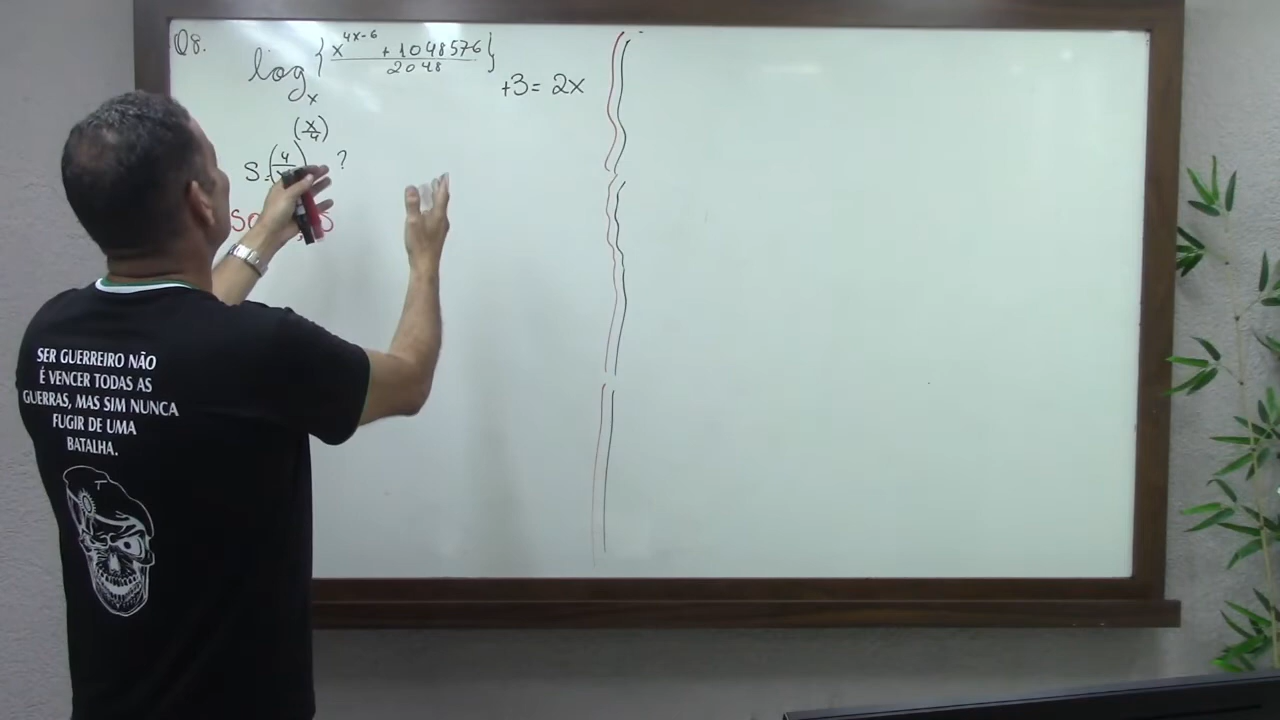 Q8. log_x {(x^{4x-6} + 1048576)/2048} +3 = 2x
(x/4)
S = (4/
?
SER GUERREIRO NÃO
É VENCER TODAS AS
GUERRAS, MAS SIM NUNCA
FUGIR DE UMA
BATALHA.